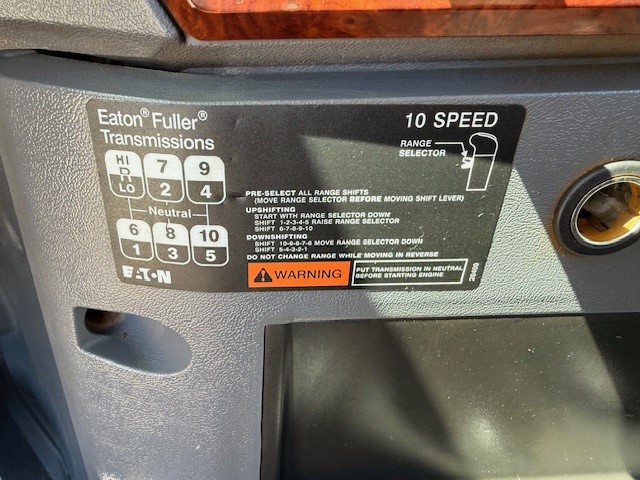 Eaton® Fuller®
Transmissions
10 SPEED
RANGE
SELECTOR
HI
R
LO
7
2
9
4
Neutral
6
1
8
3
10
5
PRE-SELECT ALL RANGE SHIFTS
(MOVE RANGE SELECTOR BEFORE MOVING SHIFT LEVER)
UPSHIFTING
START WITH RANGE SELECTOR DOWN
SHIFT 1-2-3-4-5 RAISE RANGE SELECTOR
SHIFT 6-7-8-9-10
DOWNSHIFTING
SHIFT 10-9-8-7-6 MOVE RANGE SELECTOR DOWN
SHIFT 5-4-3-2-1
DO NOT CHANGE RANGE WHILE MOVING IN REVERSE
EATON
WARNING
PUT TRANSMISSION IN NEUTRAL
BEFORE STARTING ENGINE